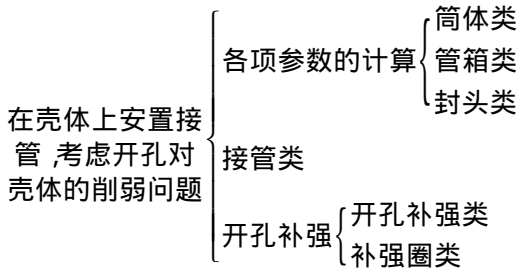 在壳体上安置接
管,考虑开孔对
壳体的削弱问题
各项参数的计算
筒体类
管箱类
封头类
接管类
开孔补强
开孔补强类
补强圈类